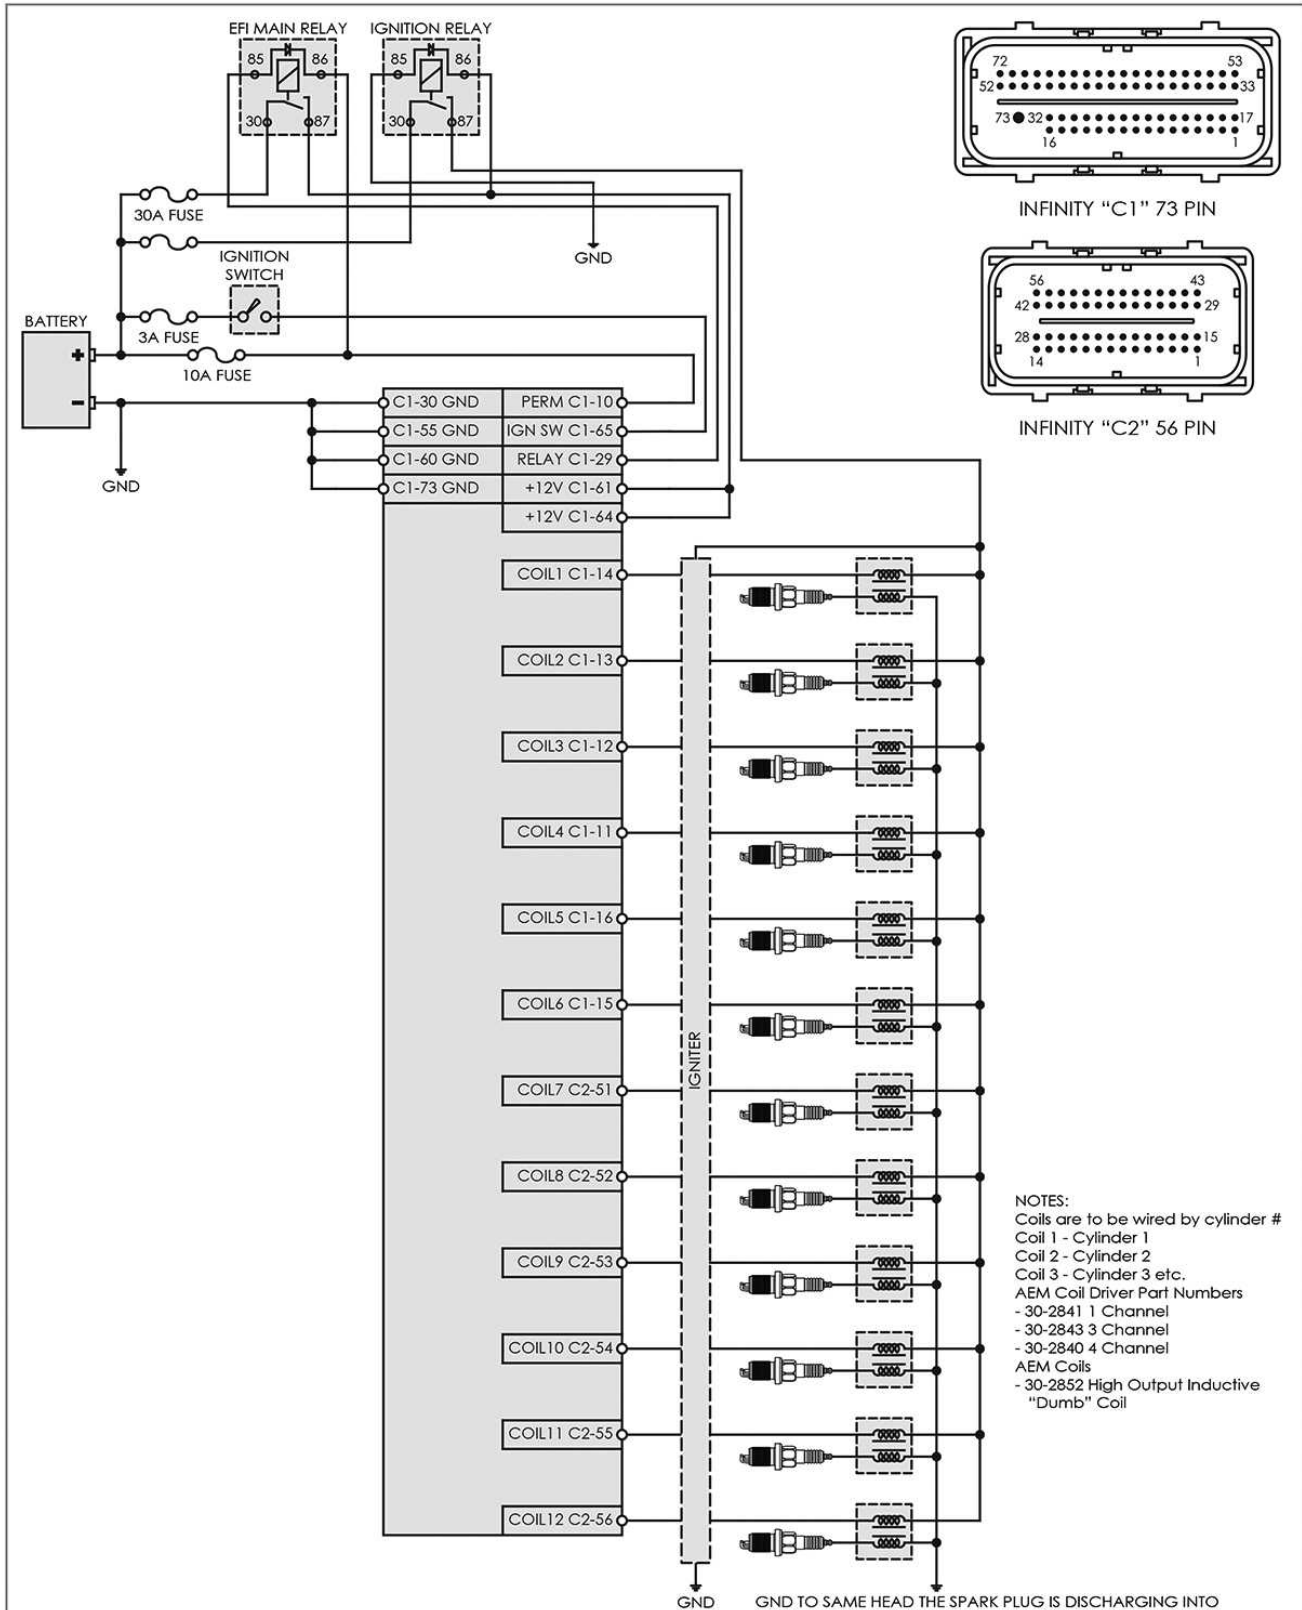 EFI MAIN RELAY
IGNITION RELAY
85 86
30 87
85 86
30 87
72 53
52 33
73 32 17
16 1
INFINITY “C1” 73 PIN
56 43
42 29
28 15
14 1
INFINITY “C2” 56 PIN
30A FUSE
GND
IGNITION
SWITCH
3A FUSE
BATTERY
+
-
10A FUSE
GND
C1-30 GND
C1-55 GND
C1-60 GND
C1-73 GND
PERM C1-10
IGN SW C1-65
RELAY C1-29
+12V C1-61
+12V C1-64
COIL1 C1-14
COIL2 C1-13
COIL3 C1-12
COIL4 C1-11
COIL5 C1-16
COIL6 C1-15
COIL7 C2-51
COIL8 C2-52
COIL9 C2-53
COIL10 C2-54
COIL11 C2-55
COIL12 C2-56
IGNITER
NOTES:
Coils are to be wired by cylinder #
Coil 1 - Cylinder 1
Coil 2 - Cylinder 2
Coil 3 - Cylinder 3 etc.
AEM Coil Driver Part Numbers
- 30-2841 1 Channel
- 30-2843 3 Channel
- 30-2840 4 Channel
AEM Coils
- 30-2852 High Output Inductive
“Dumb” Coil
GND
GND TO SAME HEAD THE SPARK PLUG IS DISCHARGING INTO